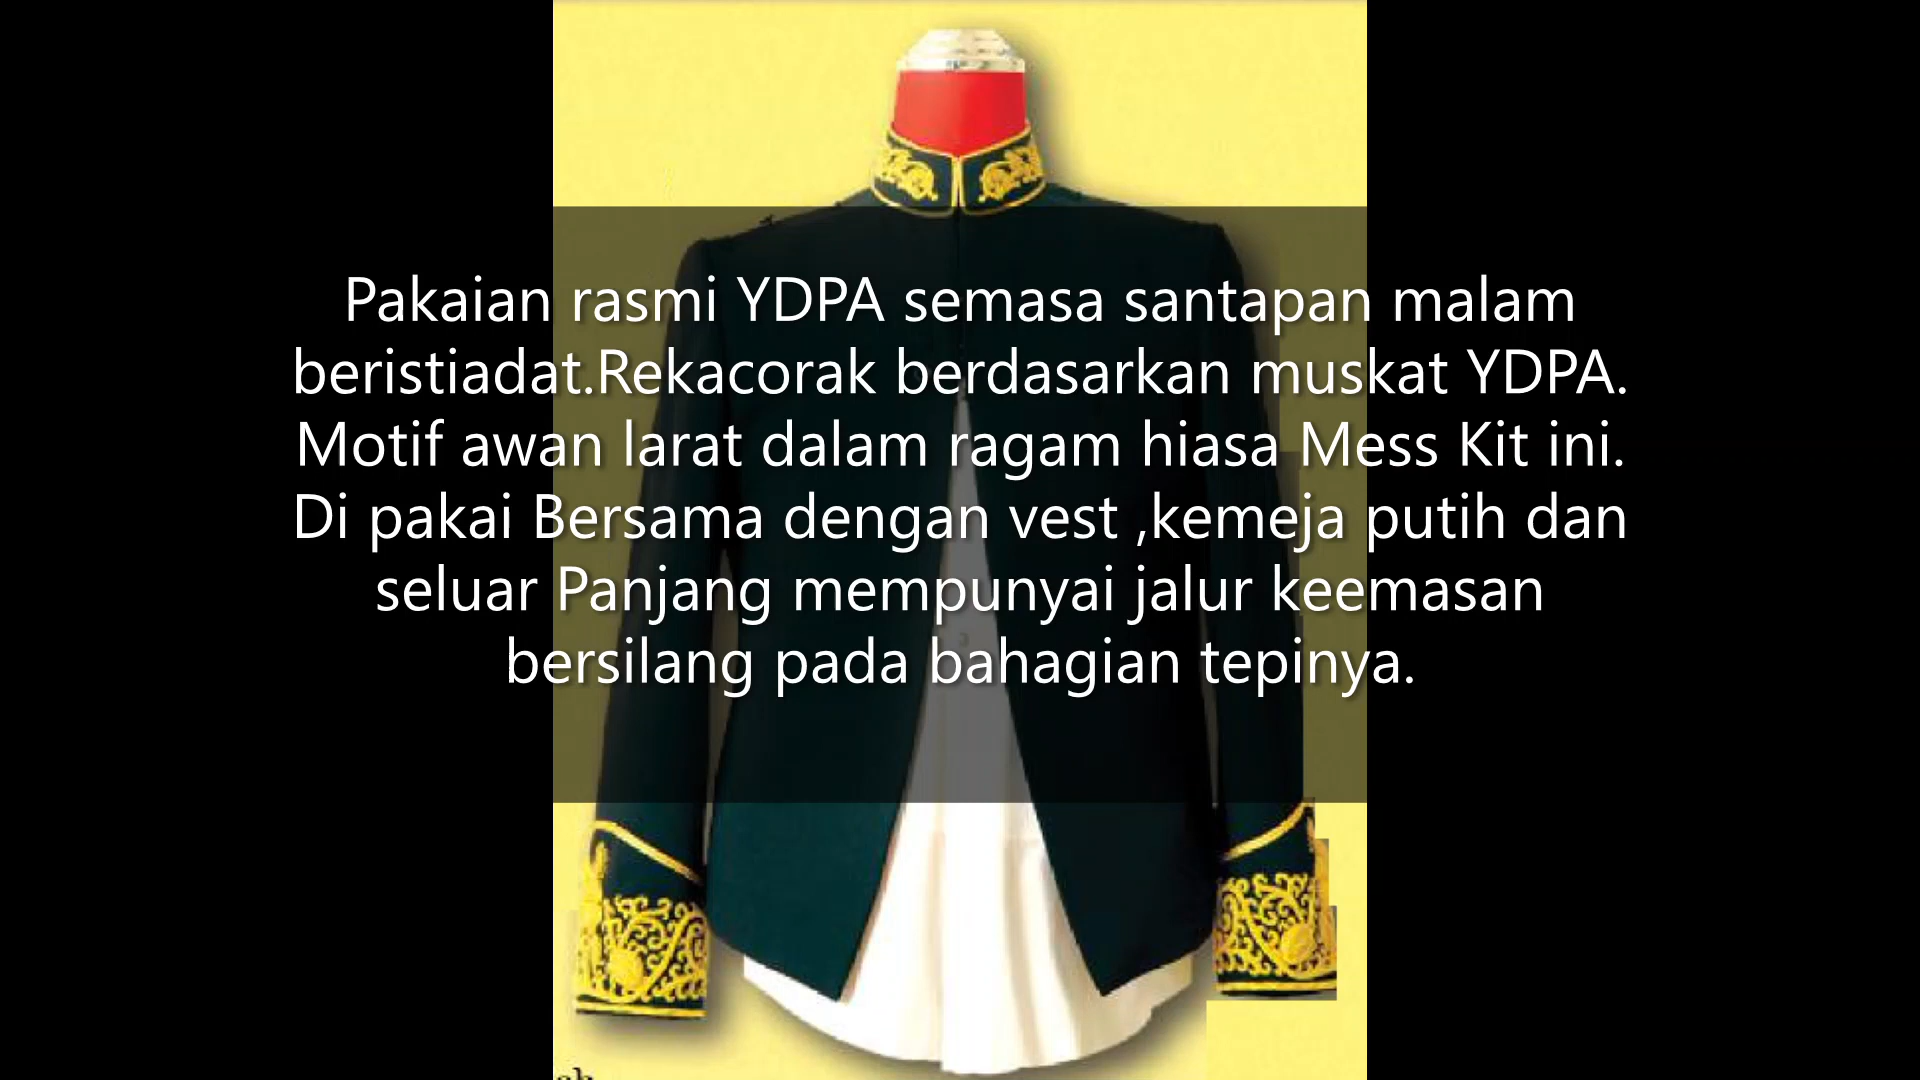 Pakaian rasmi YDPA semasa santapan malam
beristiadat.Rekacorak berdasarkan muskat YDPA.
Motif awan larat dalam ragam hiasa Mess Kit ini.
Di pakai Bersama dengan vest ,kemeja putih dan
seluar Panjang mempunyai jalur keemasan
bersilang pada bahagian tepinya.